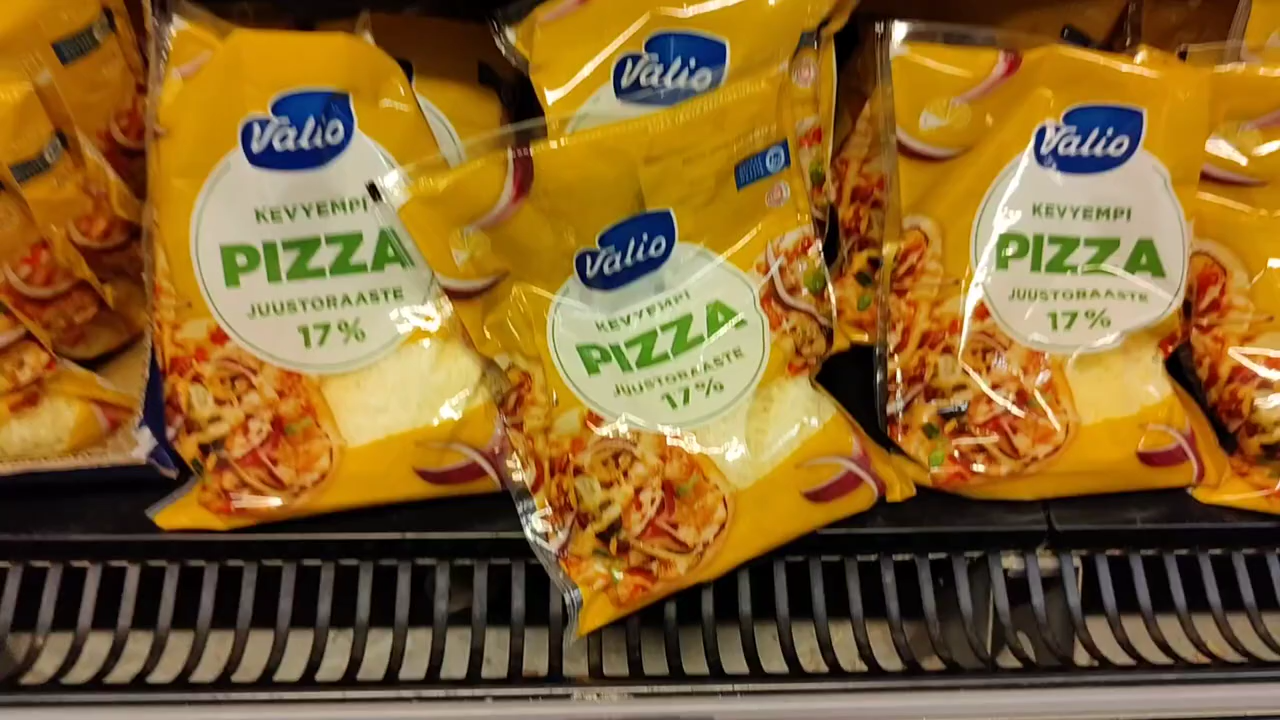 Valio
KEVYEMPI
PIZZA
JUUSTORAASTE
17%
Valio
Valio
KEVYEMPI
PIZZA
JUUSTORAASTE
17%
Valio
KEVYEMPI
PIZZA
JUUSTORAASTE
17%